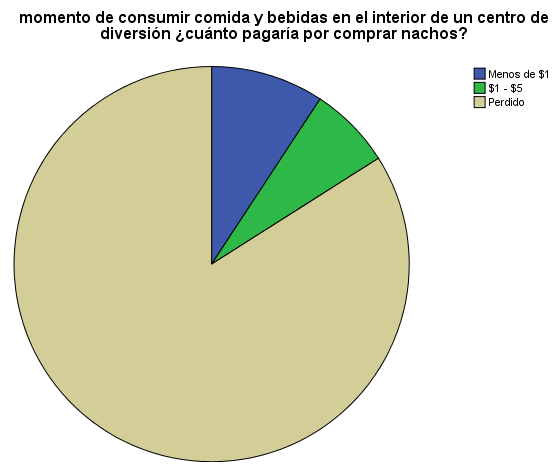 momento de consumir comida y bebidas en el interior de un centro de
diversión ¿cuánto pagaría por comprar nachos?
Menos de $1
$1 - $5
Perdido